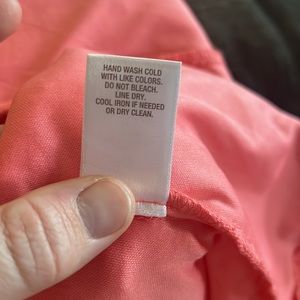 HAND WASH COLD
WITH LIKE COLORS.
DO NOT BLEACH.
LINE DRY.
COOL IRON IF NEEDED
OR DRY CLEAN.